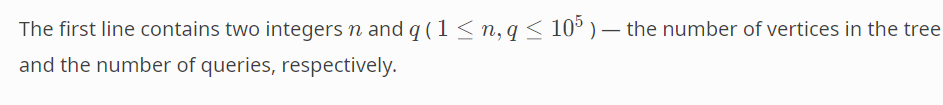 The first line contains two integers n and q ( 1 ≤ n, q ≤ 10⁵ ) — the number of vertices in the tree
and the number of queries, respectively.